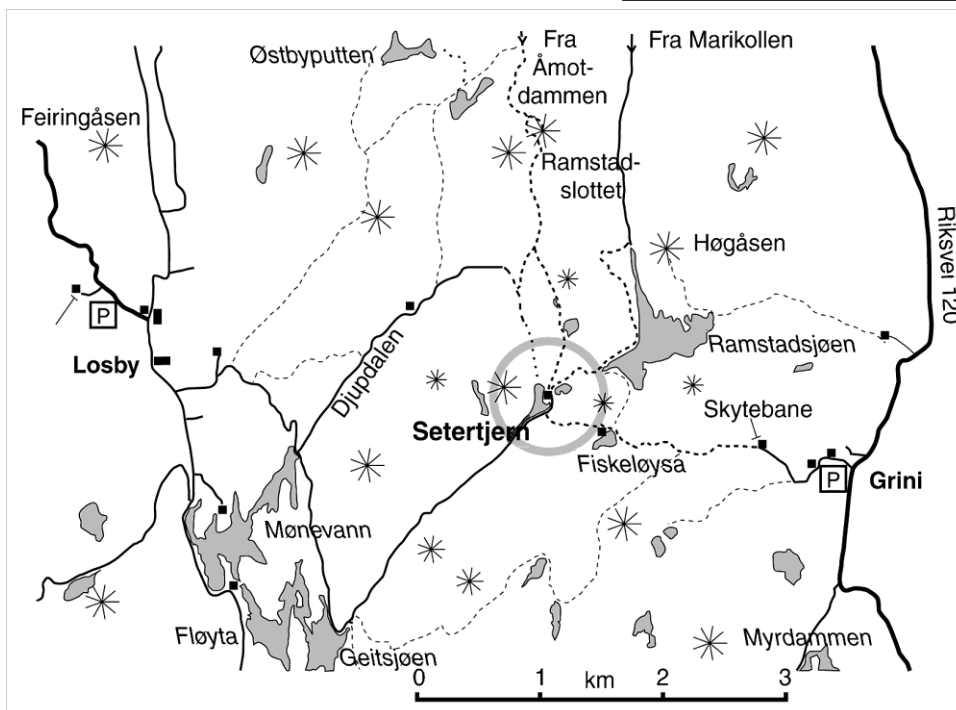 Østbyputten
Fra
Åmot-
dammen
Fra Marikollen
Feiringåsen
Ramstad-
slottet
Riksvei 120
Høgåsen
P
Losby
Djupdalen
Ramstadsjøen
Skytebane
Setertjern
Fiskeløysa
P
Grini
Mønevann
Fløyta
Geitsjøen
Myrdammen
0 1 km 2 3